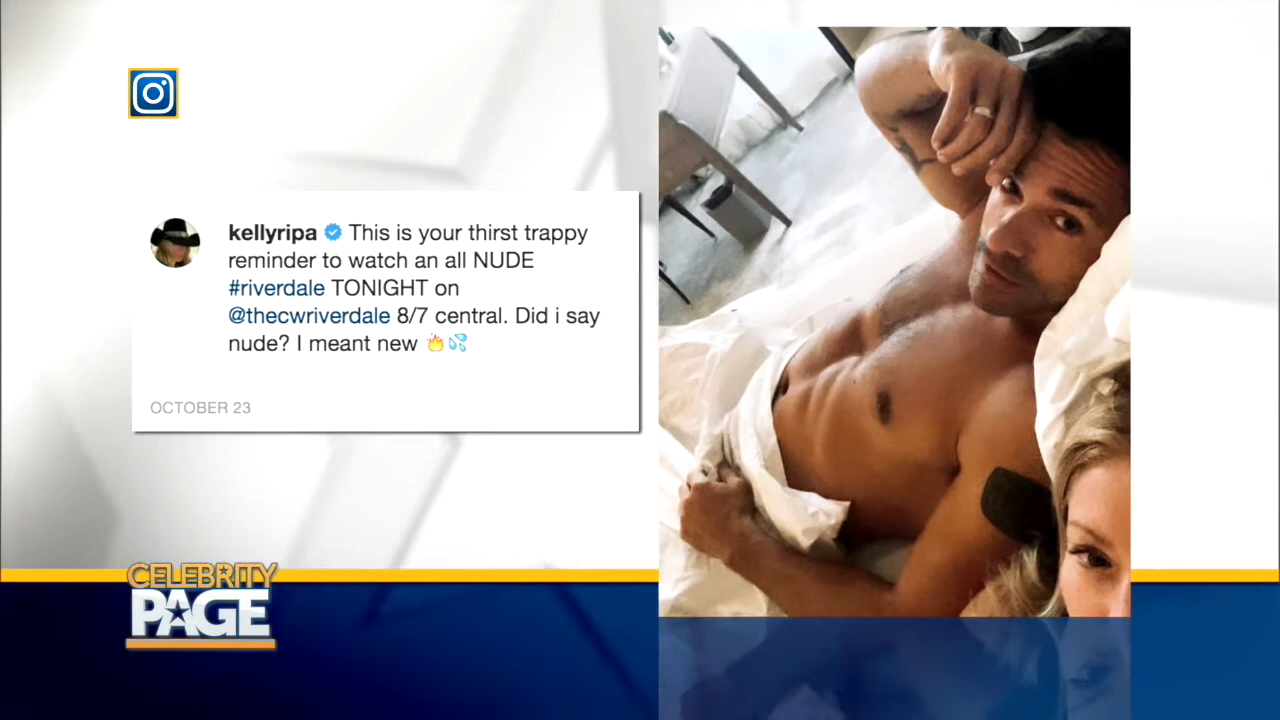 kellyripa This is your thirst trappy
reminder to watch an all NUDE
#riverdale TONIGHT on
@thecwriverdale 8/7 central. Did i say
nude? I meant new 🔥💦
OCTOBER 23
CELEBRITY
PAGE